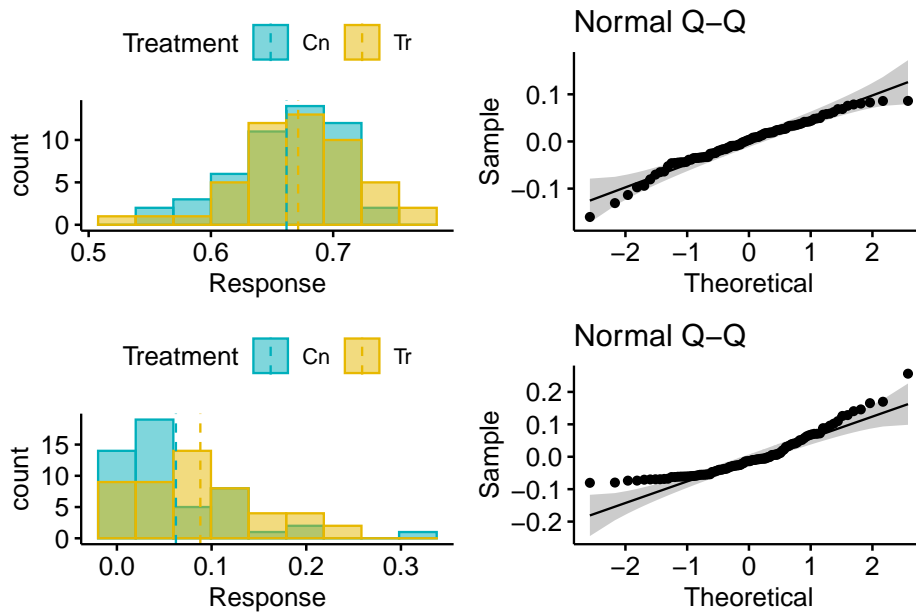 Treatment Cn Tr
count
10
5
0
0.5 0.6 0.7
Response
Normal Q−Q
Sample
0.1
0.0
−0.1
−2 −1 0 1 2
Theoretical
Treatment Cn Tr
count
15
10
5
0
0.0 0.1 0.2 0.3
Response
Normal Q−Q
Sample
0.2
0.1
0.0
−0.1
−0.2
−2 −1 0 1 2
Theoretical